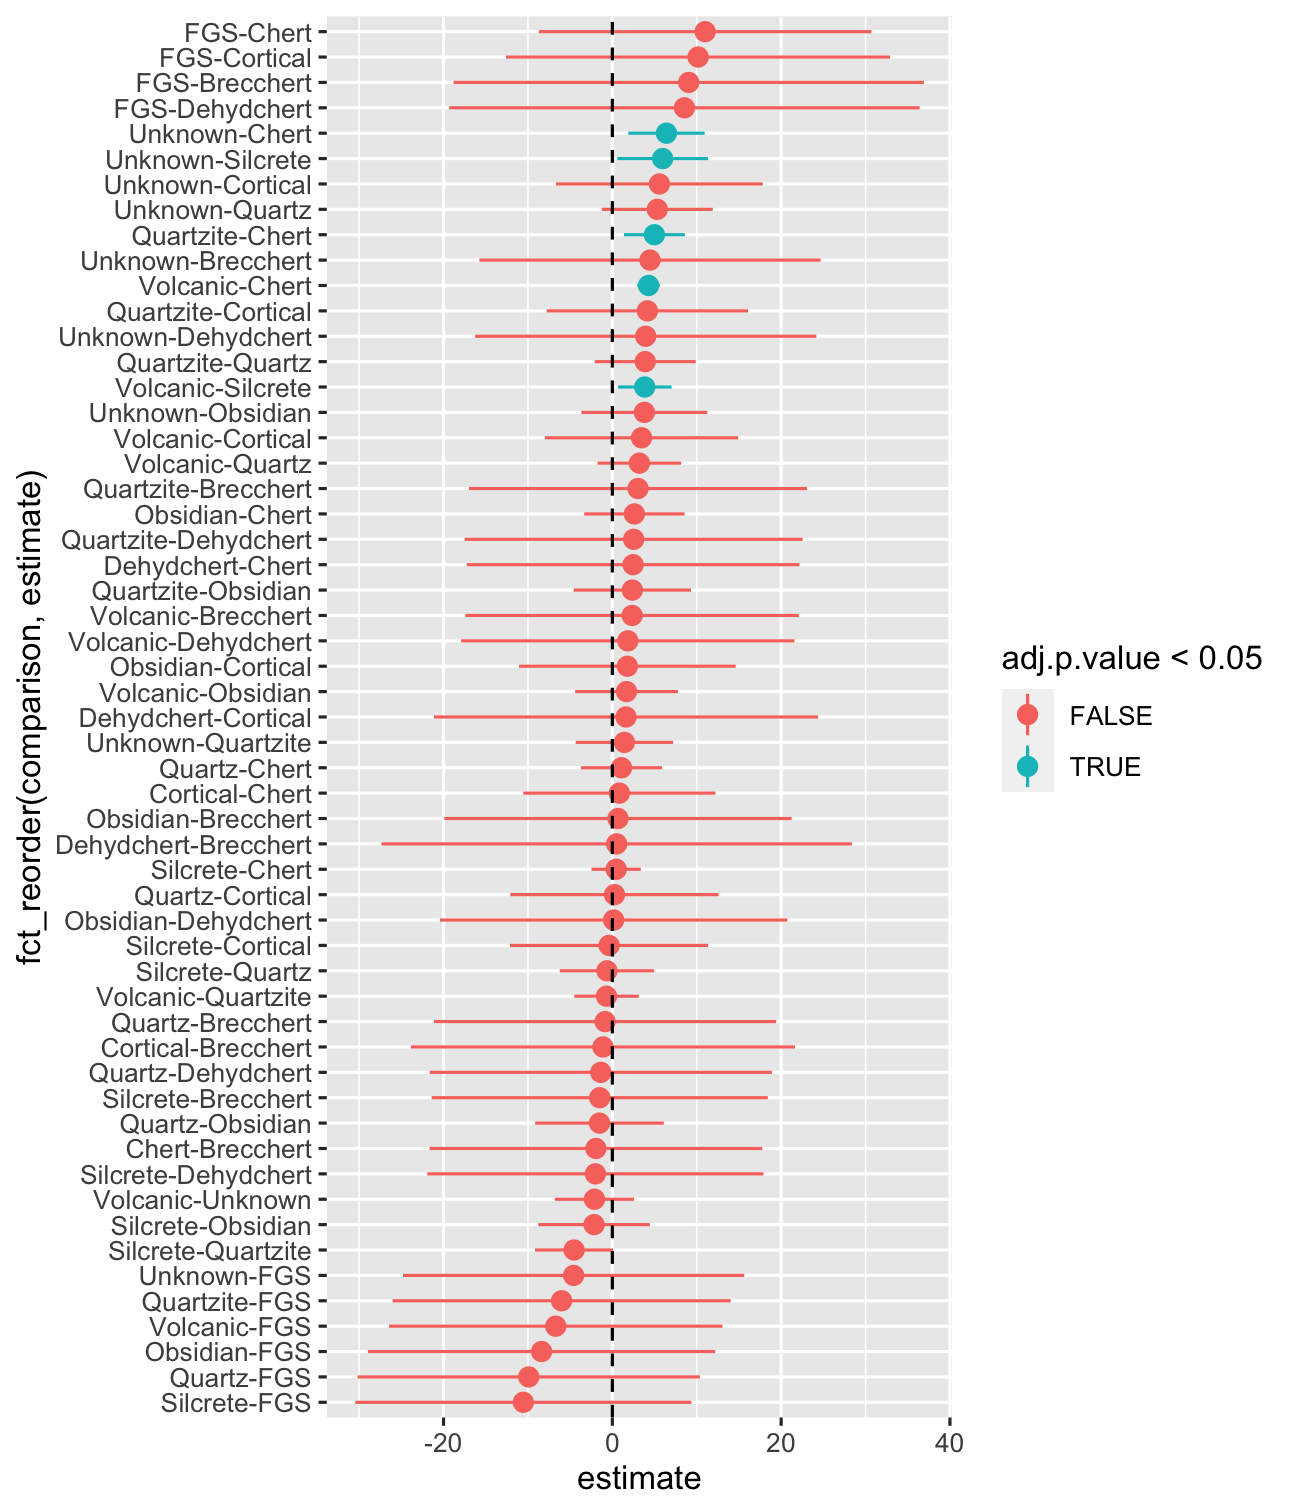 fct_reorder(comparison, estimate)
FGS-Chert
FGS-Cortical
FGS-Brecchert
FGS-Dehydchert
Unknown-Chert
Unknown-Silcrete
Unknown-Cortical
Unknown-Quartz
Quartzite-Chert
Unknown-Brecchert
Volcanic-Chert
Quartzite-Cortical
Unknown-Dehydchert
Quartzite-Quartz
Volcanic-Silcrete
Unknown-Obsidian
Volcanic-Cortical
Volcanic-Quartz
Quartzite-Brecchert
Obsidian-Chert
Quartzite-Dehydchert
Dehydchert-Chert
Quartzite-Obsidian
Volcanic-Brecchert
Volcanic-Dehydchert
Obsidian-Cortical
Volcanic-Obsidian
Dehydchert-Cortical
Unknown-Quartzite
Quartz-Chert
Cortical-Chert
Obsidian-Brecchert
Dehydchert-Brecchert
Silcrete-Chert
Quartz-Cortical
Obsidian-Dehydchert
Silcrete-Cortical
Silcrete-Quartz
Volcanic-Quartzite
Quartz-Brecchert
Cortical-Brecchert
Quartz-Dehydchert
Silcrete-Brecchert
Quartz-Obsidian
Chert-Brecchert
Silcrete-Dehydchert
Volcanic-Unknown
Silcrete-Obsidian
Silcrete-Quartzite
Unknown-FGS
Quartzite-FGS
Volcanic-FGS
Obsidian-FGS
Quartz-FGS
Silcrete-FGS
-20 0 20 40
estimate
adj.p.value < 0.05
FALSE
TRUE